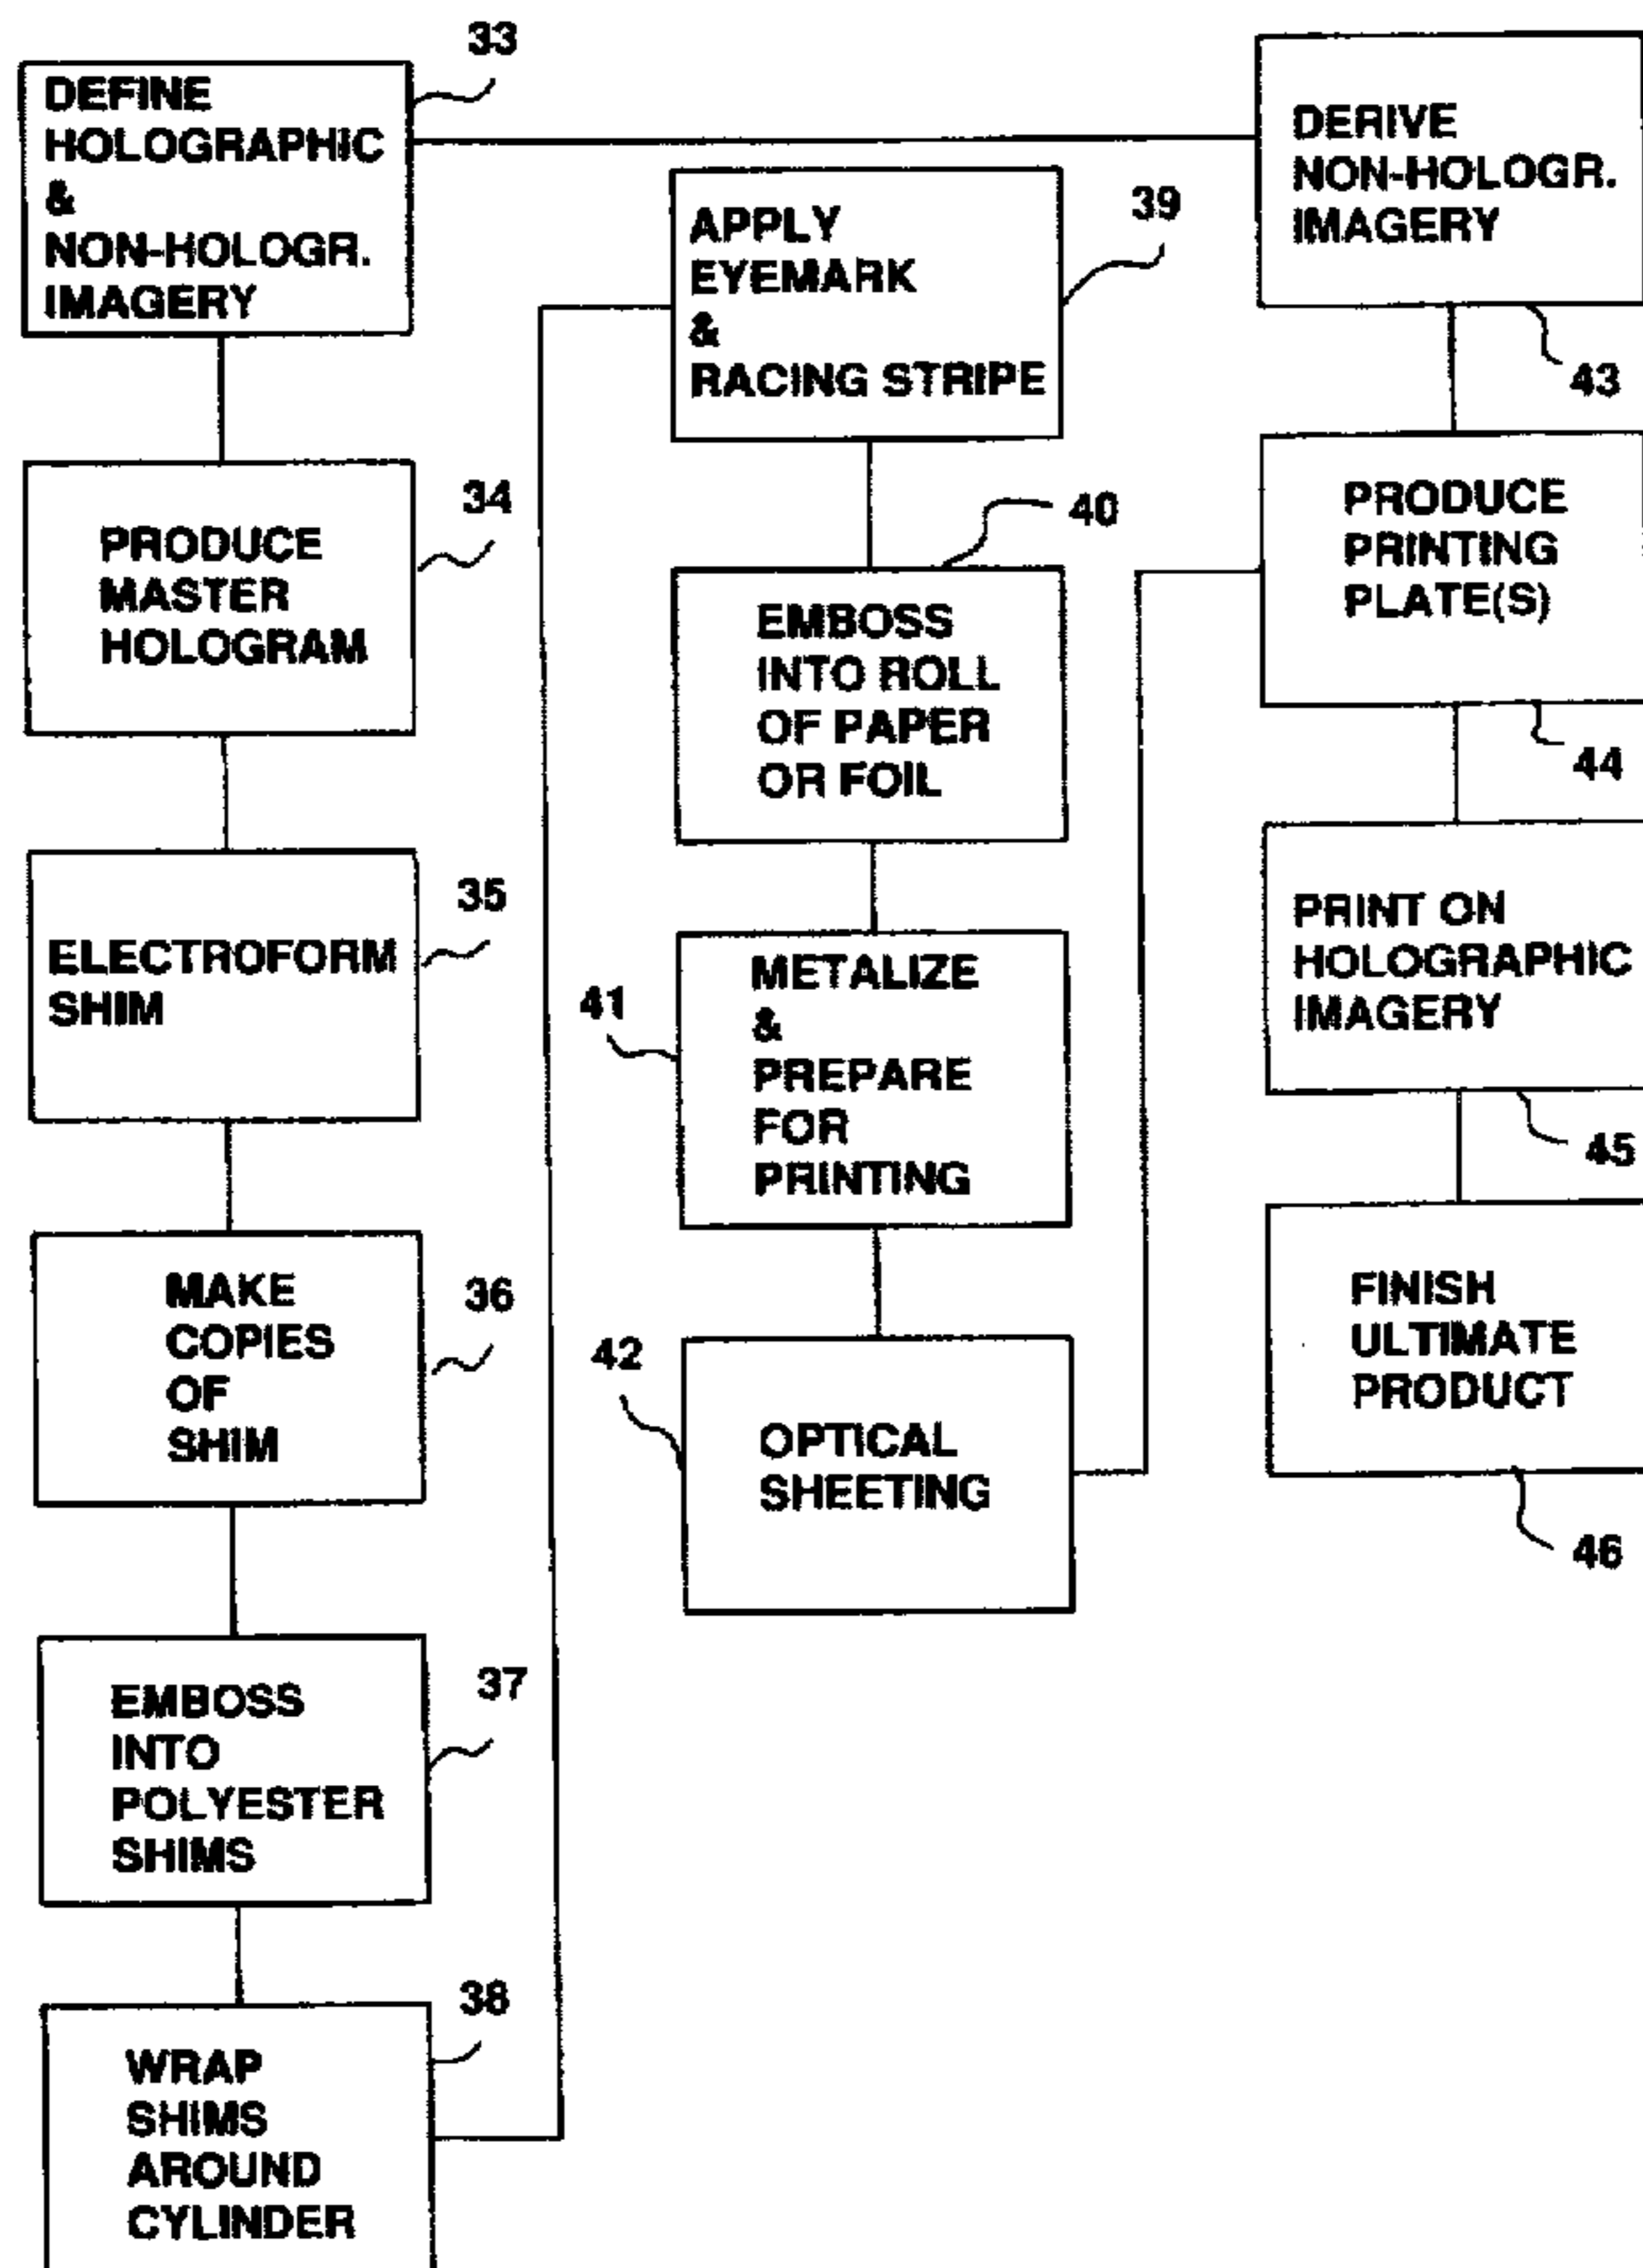 33
DEFINE
HOLOGRAPHIC
&
NON-HOLOGR.
IMAGERY
34
PRODUCE
MASTER
HOLOGRAM
35
ELECTROFORM
SHIM
36
MAKE
COPIES
OF
SHIM
37
EMBOSS
INTO
POLYESTER
SHIMS
38
WRAP
SHIMS
AROUND
CYLINDER
39
APPLY
EYEMARK
&
RACING STRIPE
40
EMBOSS
INTO ROLL
OF PAPER
OR FOIL
41
METALIZE
&
PREPARE
FOR
PRINTING
42
OPTICAL
SHEETING
DERIVE
NON-HOLOGR.
IMAGERY
43
PRODUCE
PRINTING
PLATE(S)
44
PRINT ON
HOLOGRAPHIC
IMAGERY
45
FINISH
ULTIMATE
PRODUCT
46